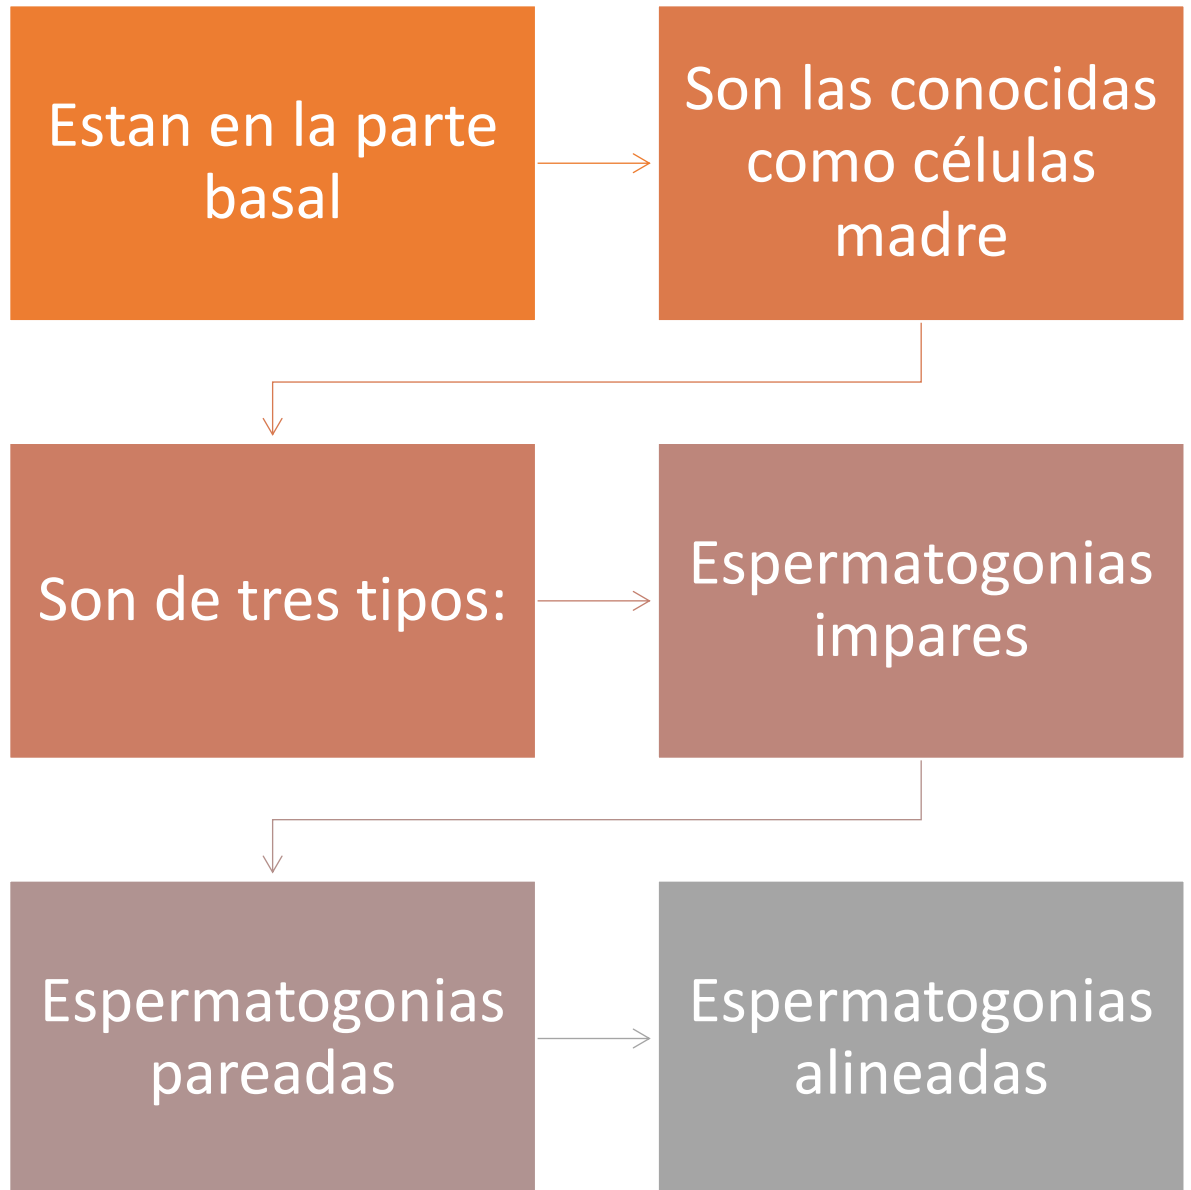 Estan en la parte
basal
Son las conocidas
como células
madre
Son de tres tipos:
Espermatogonias
impares
Espermatogonias
pareadas
Espermatogonias
alineadas